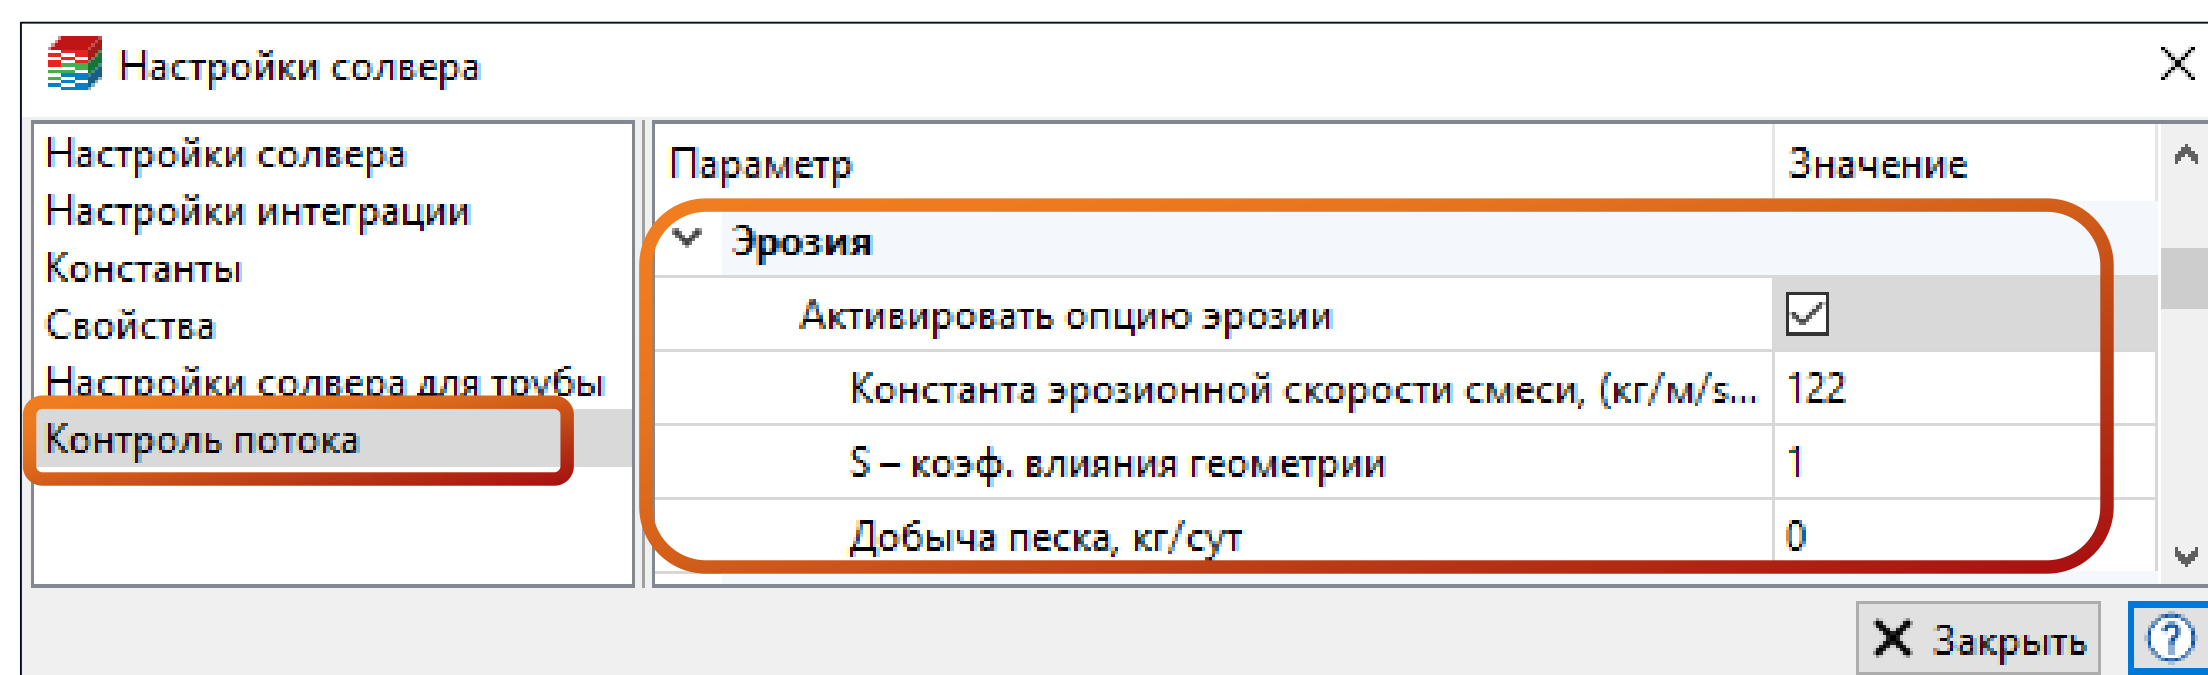 Настройки солвера
Настройки солвера
Настройки интеграции
Константы
Свойства
Настройки солвера для трубы
Контроль потока
Параметр Значение
Эрозия
Активировать опцию эрозии
Константа эрозионной скорости смеси, (кг/м/s... 122
S – коэф. влияния геометрии 1
Добыча песка, кг/сут 0
Закрыть